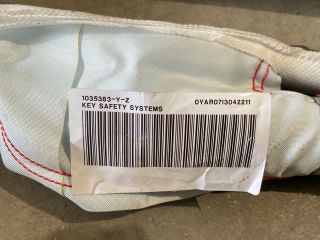 1035383-Y-Z 0YAR07I3042211
KEY SAFETY SYSTEMS